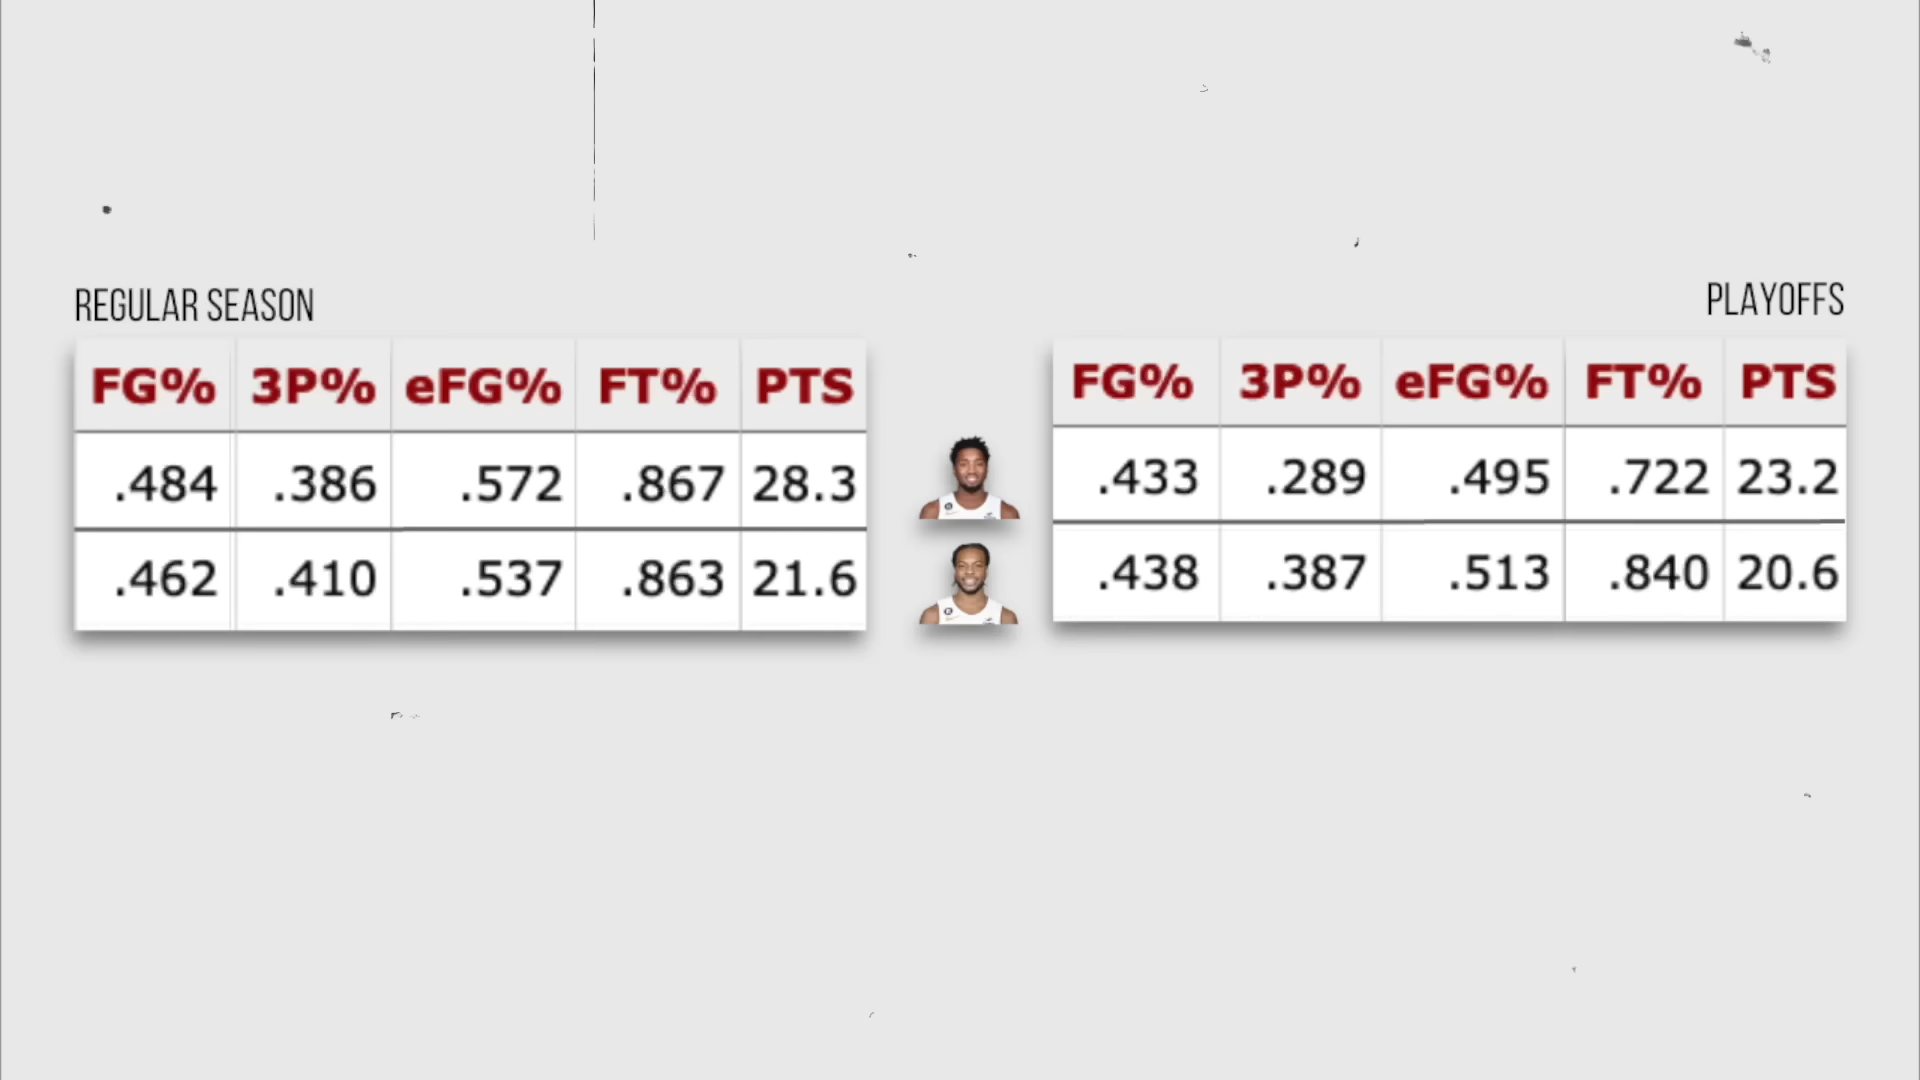 REGULAR SEASON
FG% 3P% eFG% FT% PTS
.484 .386 .572 .867 28.3
.462 .410 .537 .863 21.6
PLAYOFFS
FG% 3P% eFG% FT% PTS
.433 .289 .495 .722 23.2
.438 .387 .513 .840 20.6